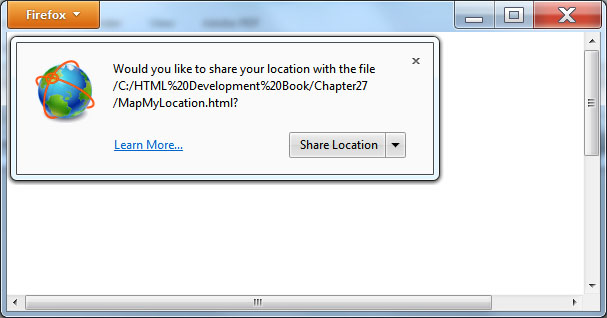 Firefox
Would you like to share your location with the file
/C:/HTML%20Development%20Book/Chapter27
/MapMyLocation.html?
Learn More...
Share Location